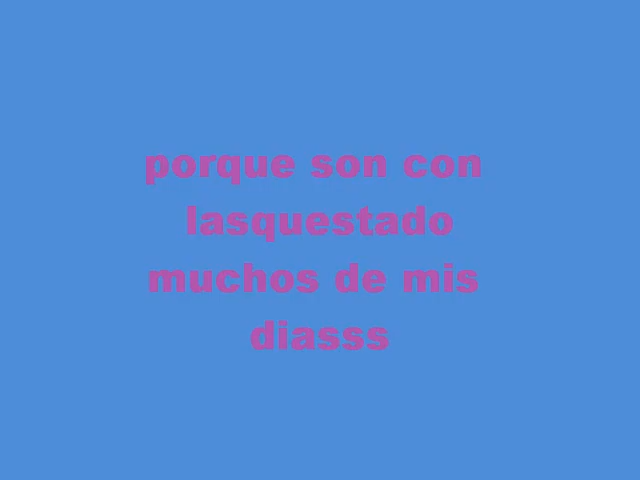 porque son con
lasquestado
muchos de mis
diasss